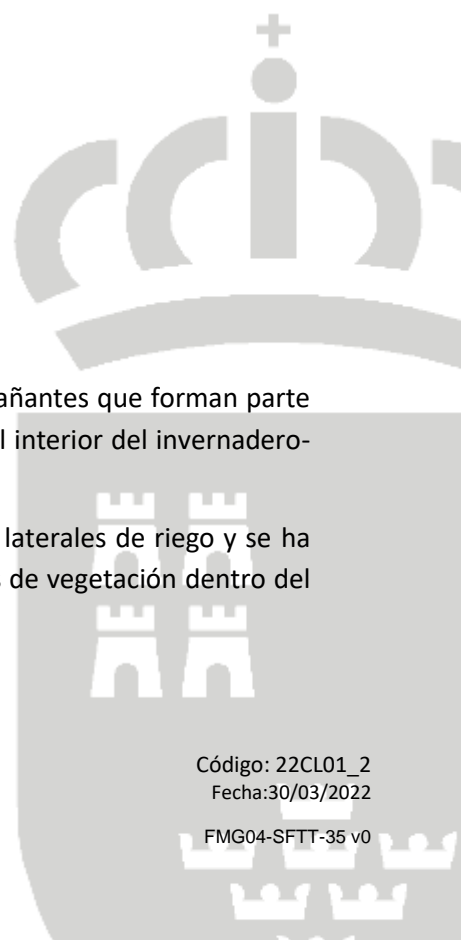 añantes que forman parte
l interior del invernadero-
laterales de riego y se ha
de vegetación dentro del
Código: 22CL01_2
Fecha:30/03/2022
FMG04-SFTT-35 v0